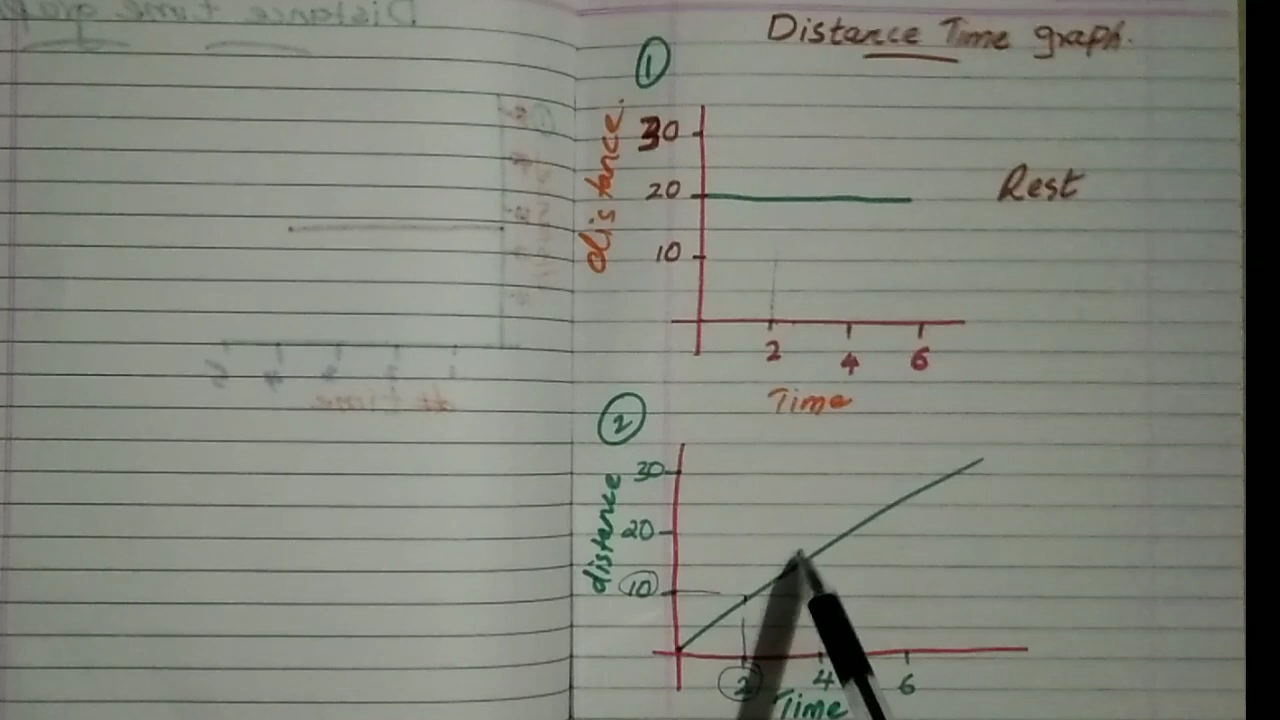 Distance Time graph.
①
distance.
30
20
10
Rest
2 4 6
Time
②
distance
30
20
10
2 4 6
Time